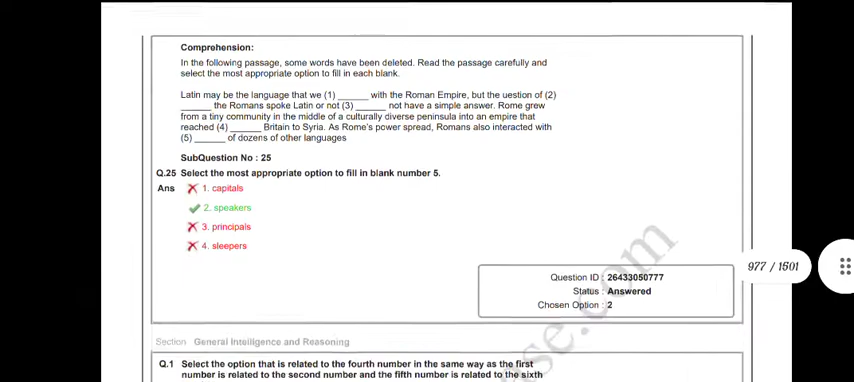 Comprehension:
In the following passage, some words have been deleted. Read the passage carefully and
select the most appropriate option to fill in each blank.
Latin may be the language that we (1) ______ with the Roman Empire, but the uestion of (2)
______ the Romans spoke Latin or not (3) ______ not have a simple answer. Rome grew
from a tiny community in the middle of a culturally diverse peninsula into an empire that
reached (4) ______ Britain to Syria. As Rome's power spread, Romans also interacted with
(5) ______ of dozens of other languages
SubQuestion No : 25
Q.25 Select the most appropriate option to fill in blank number 5.
Ans 1. capitals
2. speakers
3. principals
4. sleepers
977 / 1501
Question ID : 26433050777
Status : Answered
Chosen Option : 2
Section General Intelligence and Reasoning
Q.1 Select the option that is related to the fourth number in the same way as the first
number is related to the second number and the fifth number is related to the sixth
se.com